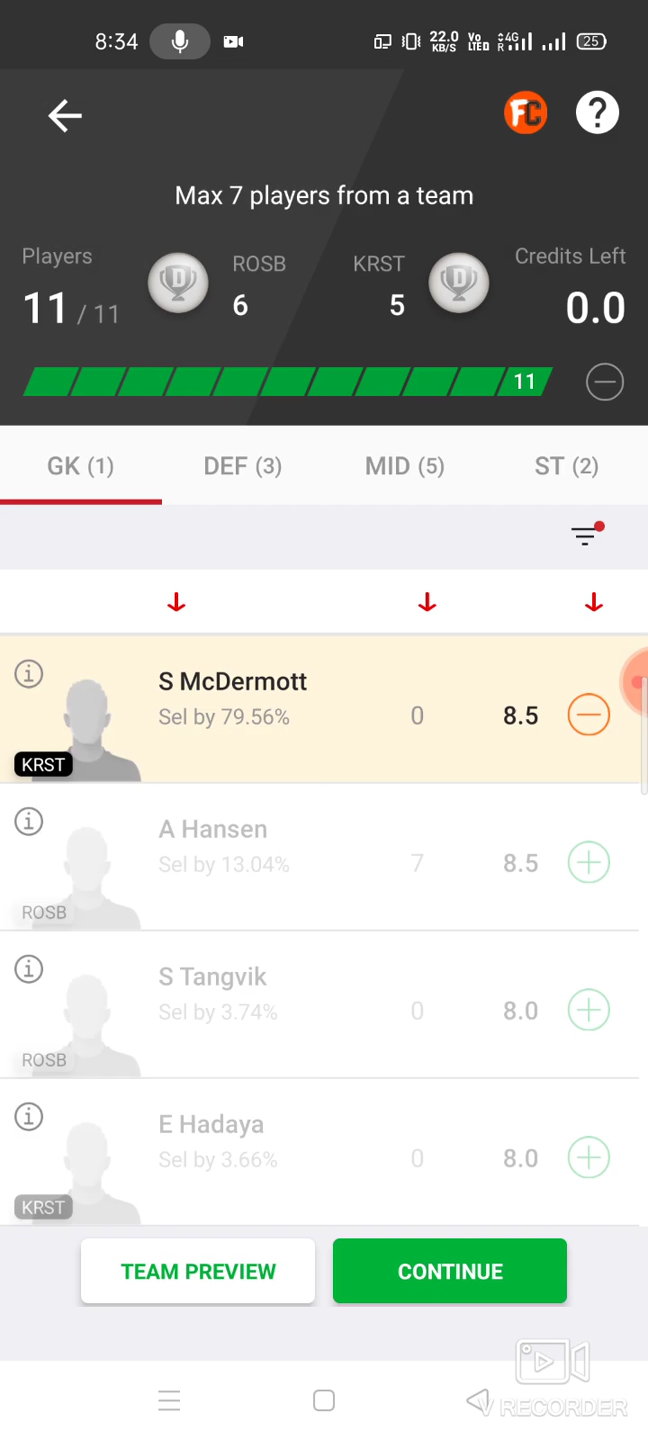 8:34
22.0 KB/S
Vo LTED
4G R
25
FC
?
Max 7 players from a team
Players
11 / 11
D
ROSB
6
KRST
5
D
Credits Left
0.0
11
GK (1)
DEF (3)
MID (5)
ST (2)
S McDermott
Sel by 79.56%
0
8.5
KRST
A Hansen
Sel by 13.04%
7
8.5
ROSB
S Tangvik
Sel by 3.74%
0
8.0
ROSB
E Hadaya
Sel by 3.66%
0
8.0
KRST
TEAM PREVIEW
CONTINUE
V RECORDER